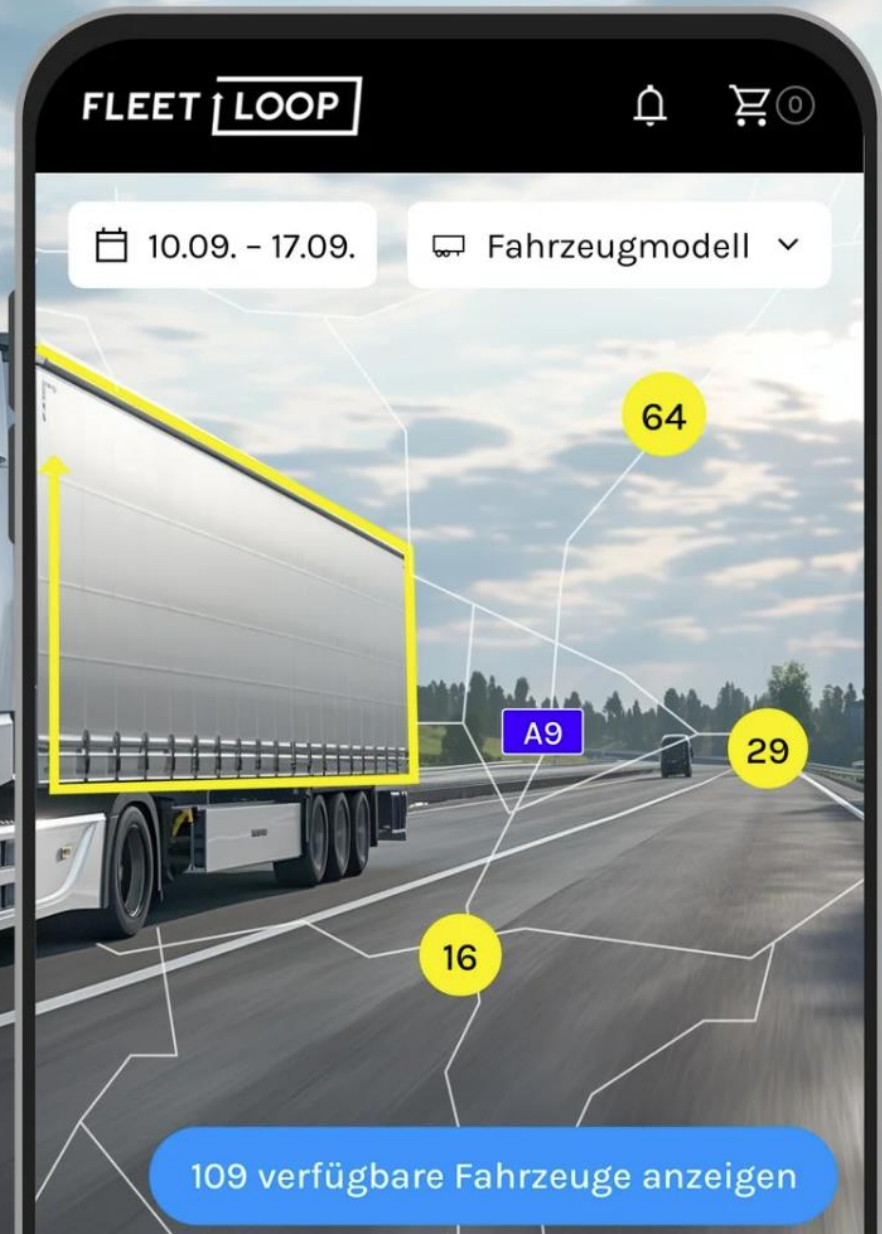 FLEET LOOP
0
10.09. – 17.09.
Fahrzeugmodell
64
A9
29
16
109 verfügbare Fahrzeuge anzeigen